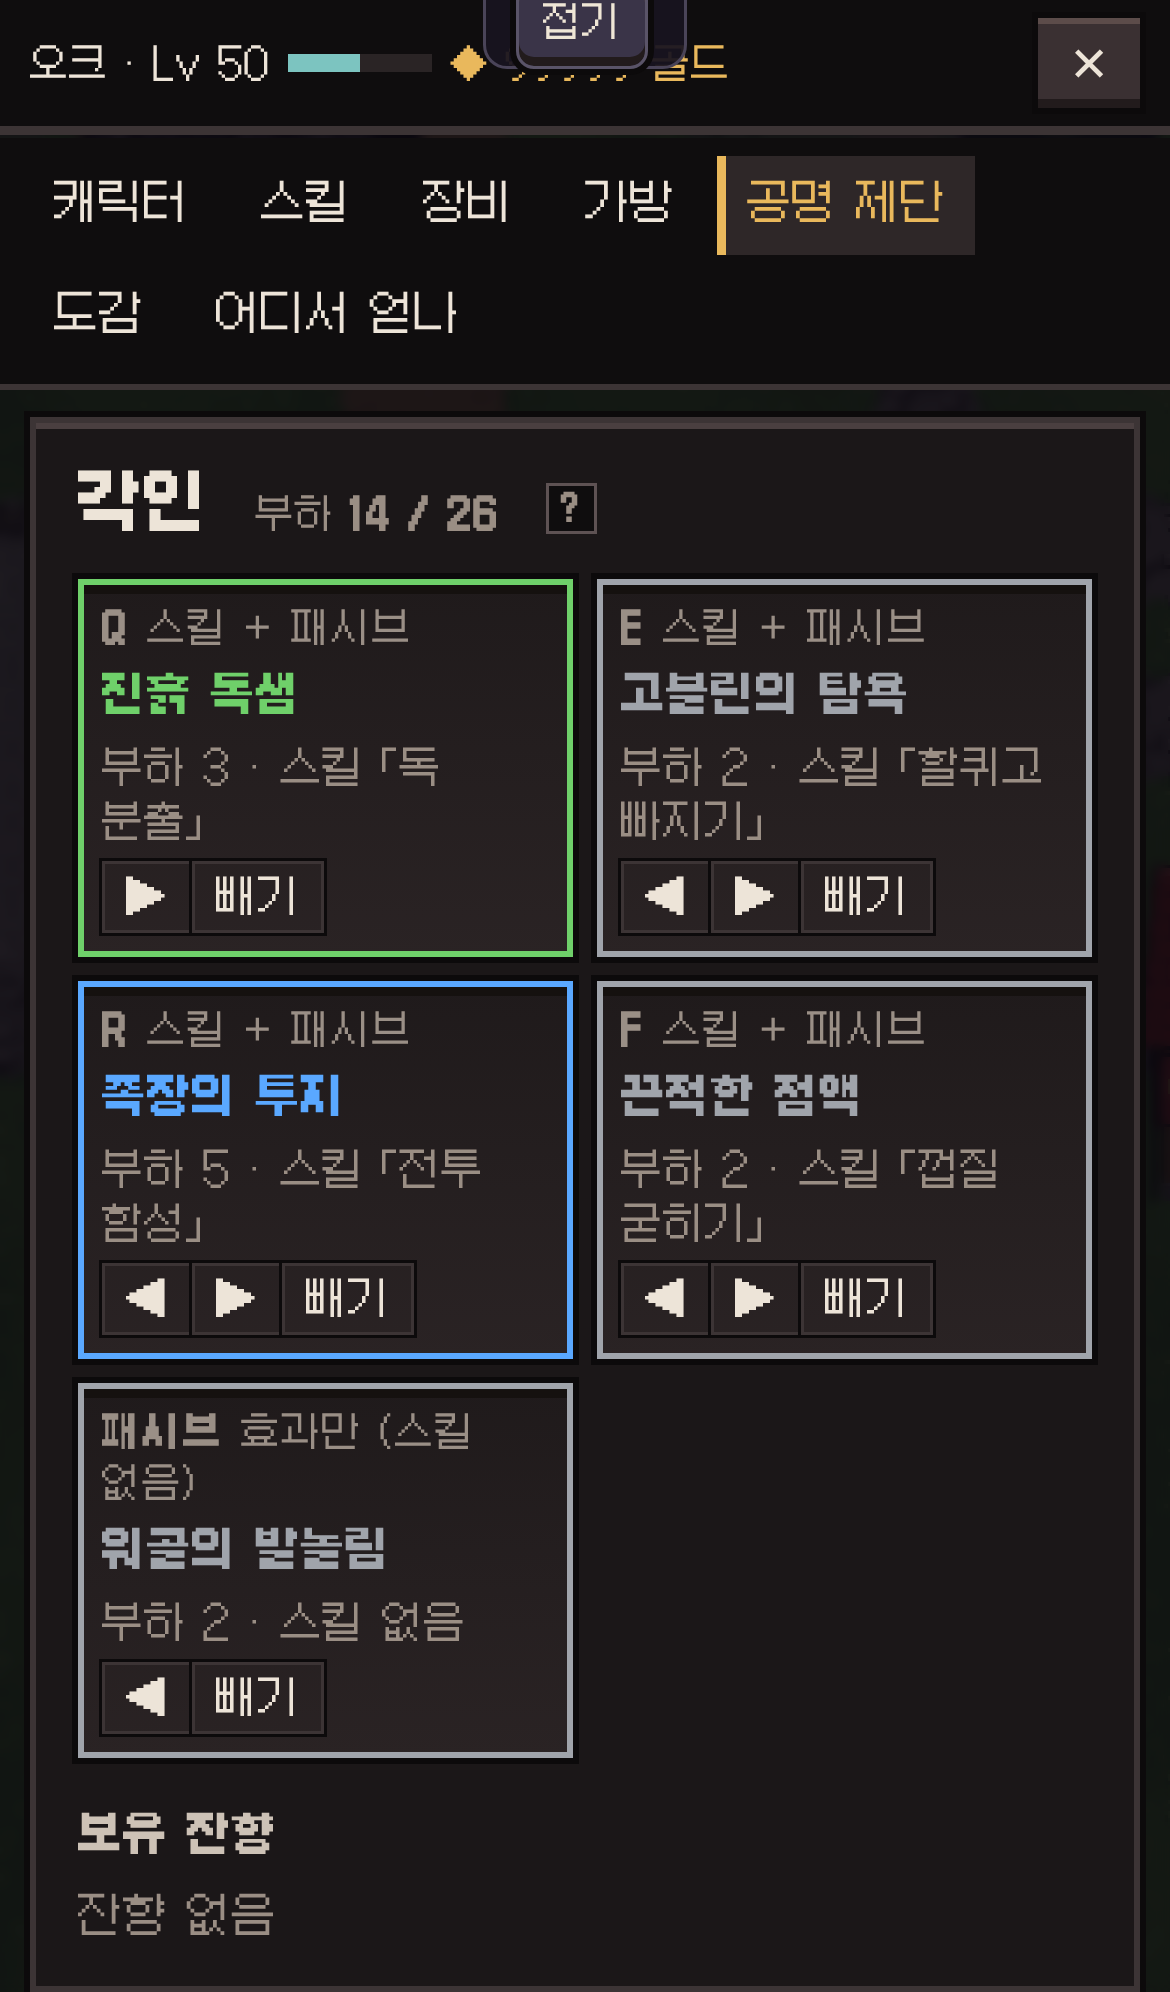 접기
오크 · Lv 50 ◆ 골드 ×
캐릭터 스킬 장비 가방 공명 제단
도감 어디서 얻나
각인 부하 14 / 26 ?
Q 스킬 + 패시브
진흙 독샘
부하 3 · 스킬 「독
분출」
▶ 빼기
E 스킬 + 패시브
고블린의 탐욕
부하 2 · 스킬 「할퀴고
빠지기」
◀ ▶ 빼기
R 스킬 + 패시브
족장의 투지
부하 5 · 스킬 「전투
함성」
◀ ▶ 빼기
F 스킬 + 패시브
끈적한 점액
부하 2 · 스킬 「껍질
굳히기」
◀ ▶ 빼기
패시브 효과만 (스킬
없음)
워골의 발놀림
부하 2 · 스킬 없음
◀ 빼기
보유 잔향
잔향 없음